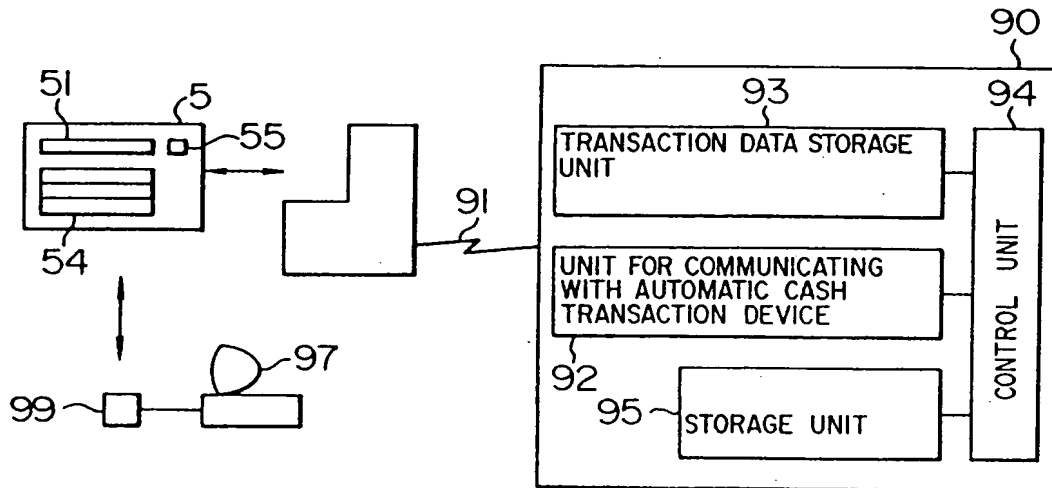 90
51
5
55
93
94
TRANSACTION DATA STORAGE
UNIT
54
91
UNIT FOR COMMUNICATING
WITH AUTOMATIC CASH
TRANSACTION DEVICE
CONTROL UNIT
97
92
99
95
STORAGE UNIT